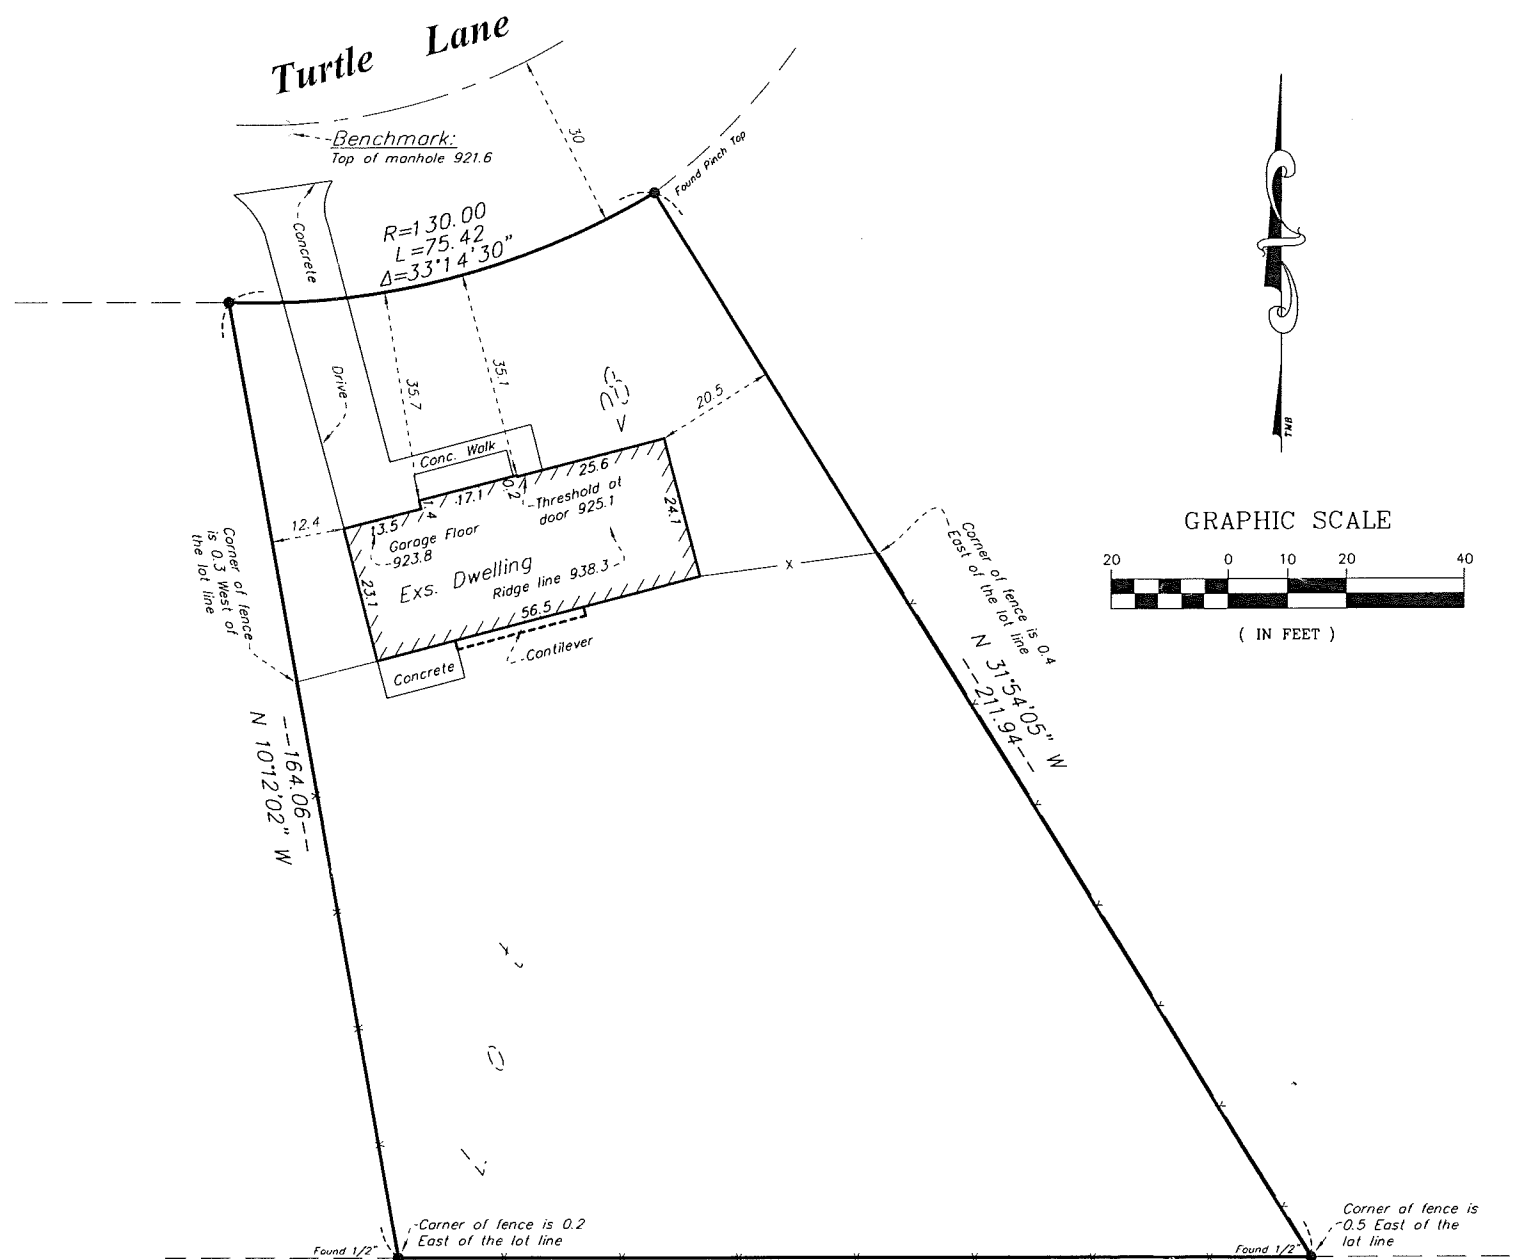 Turtle Lane
Benchmark:
Top of manhole 921.6
30
Found Pinch Top
R=130.00
L=75.42
Δ=33°14'30"
Concrete
Drive
35.7
35.1
20.5
Conc. Walk
25.6
17.1
0.2
Threshold at
door 925.1
24.1
12.4
13.5
1.4
Garage Floor
923.8
Exs. Dwelling
Ridge line 938.3
23.1
56.5
Cantilever
Concrete
x
Corner of fence
is 0.3 West of
the lot line
Corner of fence is 0.4
East of the lot line
N 31°54'05" W
--211.94--
--164.06--
N 10°12'02" W
TMB
GRAPHIC SCALE
20 0 10 20 40
( IN FEET )
Corner of fence is 0.2
East of the lot line
Found 1/2"
Corner of fence is
0.5 East of the
lot line
Found 1/2"